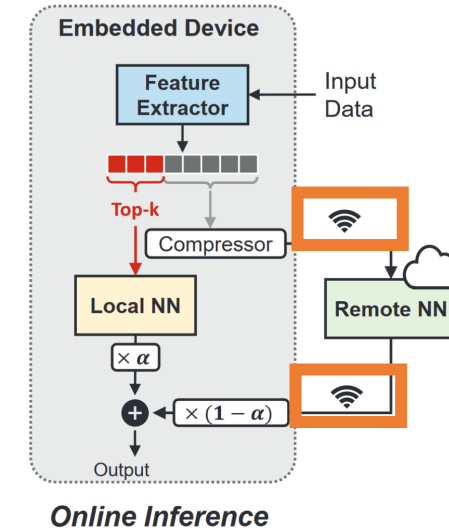 Embedded Device
Feature
Extractor
Input
Data
Top-k
Compressor
Local NN
Remote NN
× α
× (1 − α)
+
Output
Online Inference